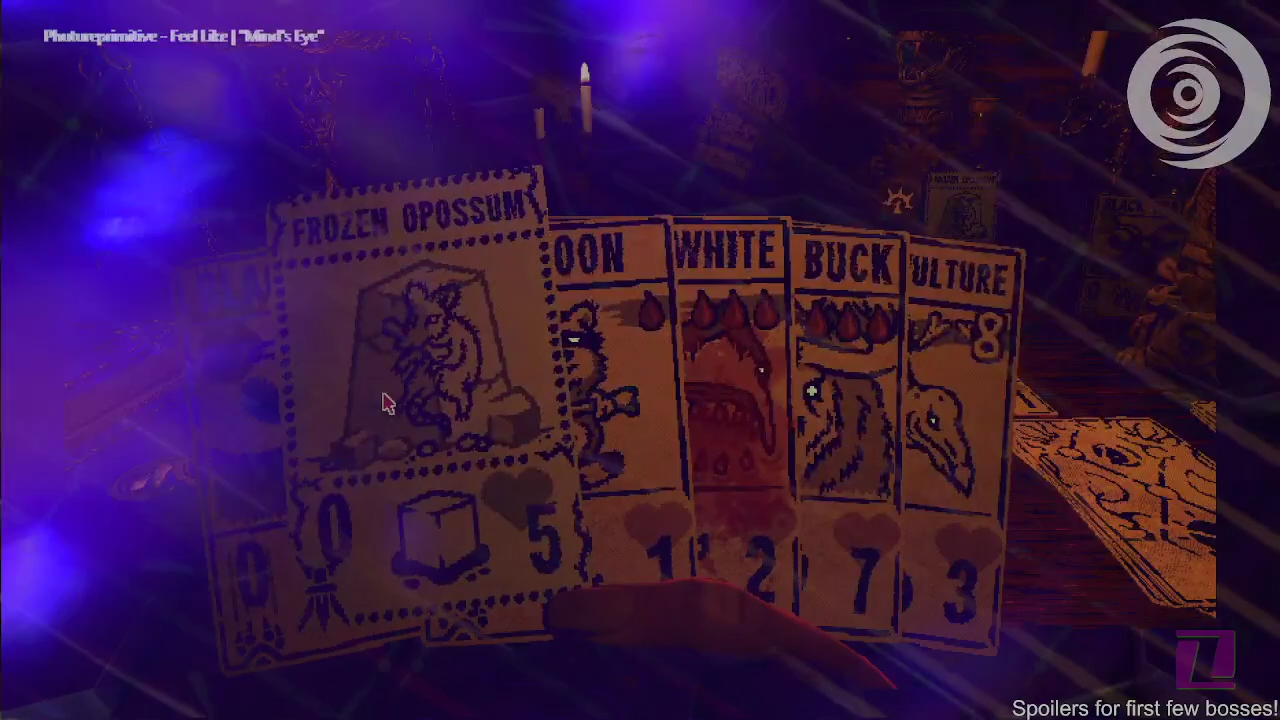 Phutureprimitive - Feel Like | "Mind's Eye"
FROZEN OPOSSUM
OON
WHITE
BUCK
ULTURE
8
0
0
5
1
2
7
3
Spoilers for first few bosses!